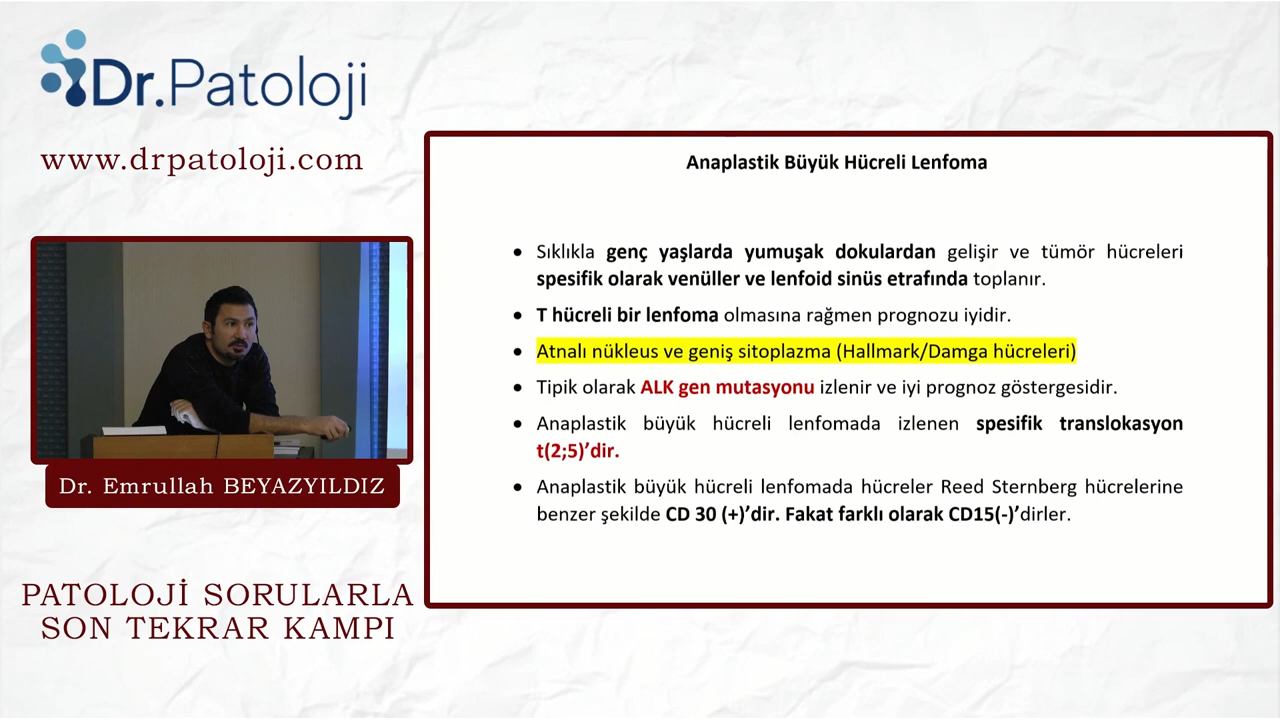 Dr.Patoloji
www.drpatoloji.com
Dr. Emrullah BEYAZYILDIZ
PATOLOJİ SORULARLA
SON TEKRAR KAMPI
Anaplastik Büyük Hücreli Lenfoma
• Sıklıkla genç yaşlarda yumuşak dokulardan gelişir ve tümör hücreleri
spesifik olarak venüller ve lenfoid sinüs etrafında toplanır.
• T hücreli bir lenfoma olmasına rağmen prognozu iyidir.
• Atnalı nükleus ve geniş sitoplazma (Hallmark/Damga hücreleri)
• Tipik olarak ALK gen mutasyonu izlenir ve iyi prognoz göstergesidir.
• Anaplastik büyük hücreli lenfomada izlenen spesifik translokasyon
t(2;5)’dir.
• Anaplastik büyük hücreli lenfomada hücreler Reed Sternberg hücrelerine
benzer şekilde CD 30 (+)’dir. Fakat farklı olarak CD15(-)’dirler.